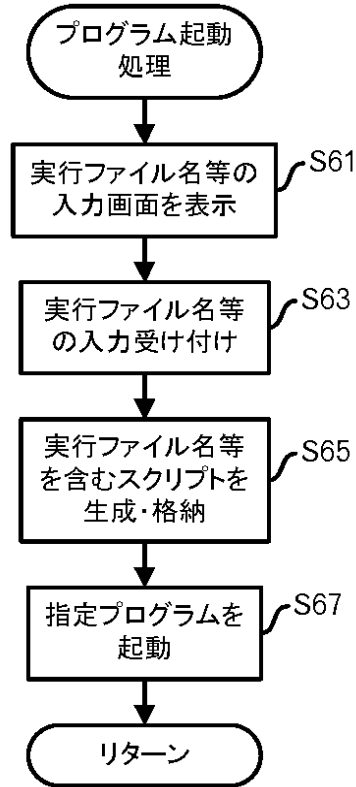 プログラム起動
処理
S61
実行ファイル名等の
入力画面を表示
S63
実行ファイル名等
の入力受け付け
S65
実行ファイル名等
を含むスクリプトを
生成・格納
S67
指定プログラムを
起動
リターン